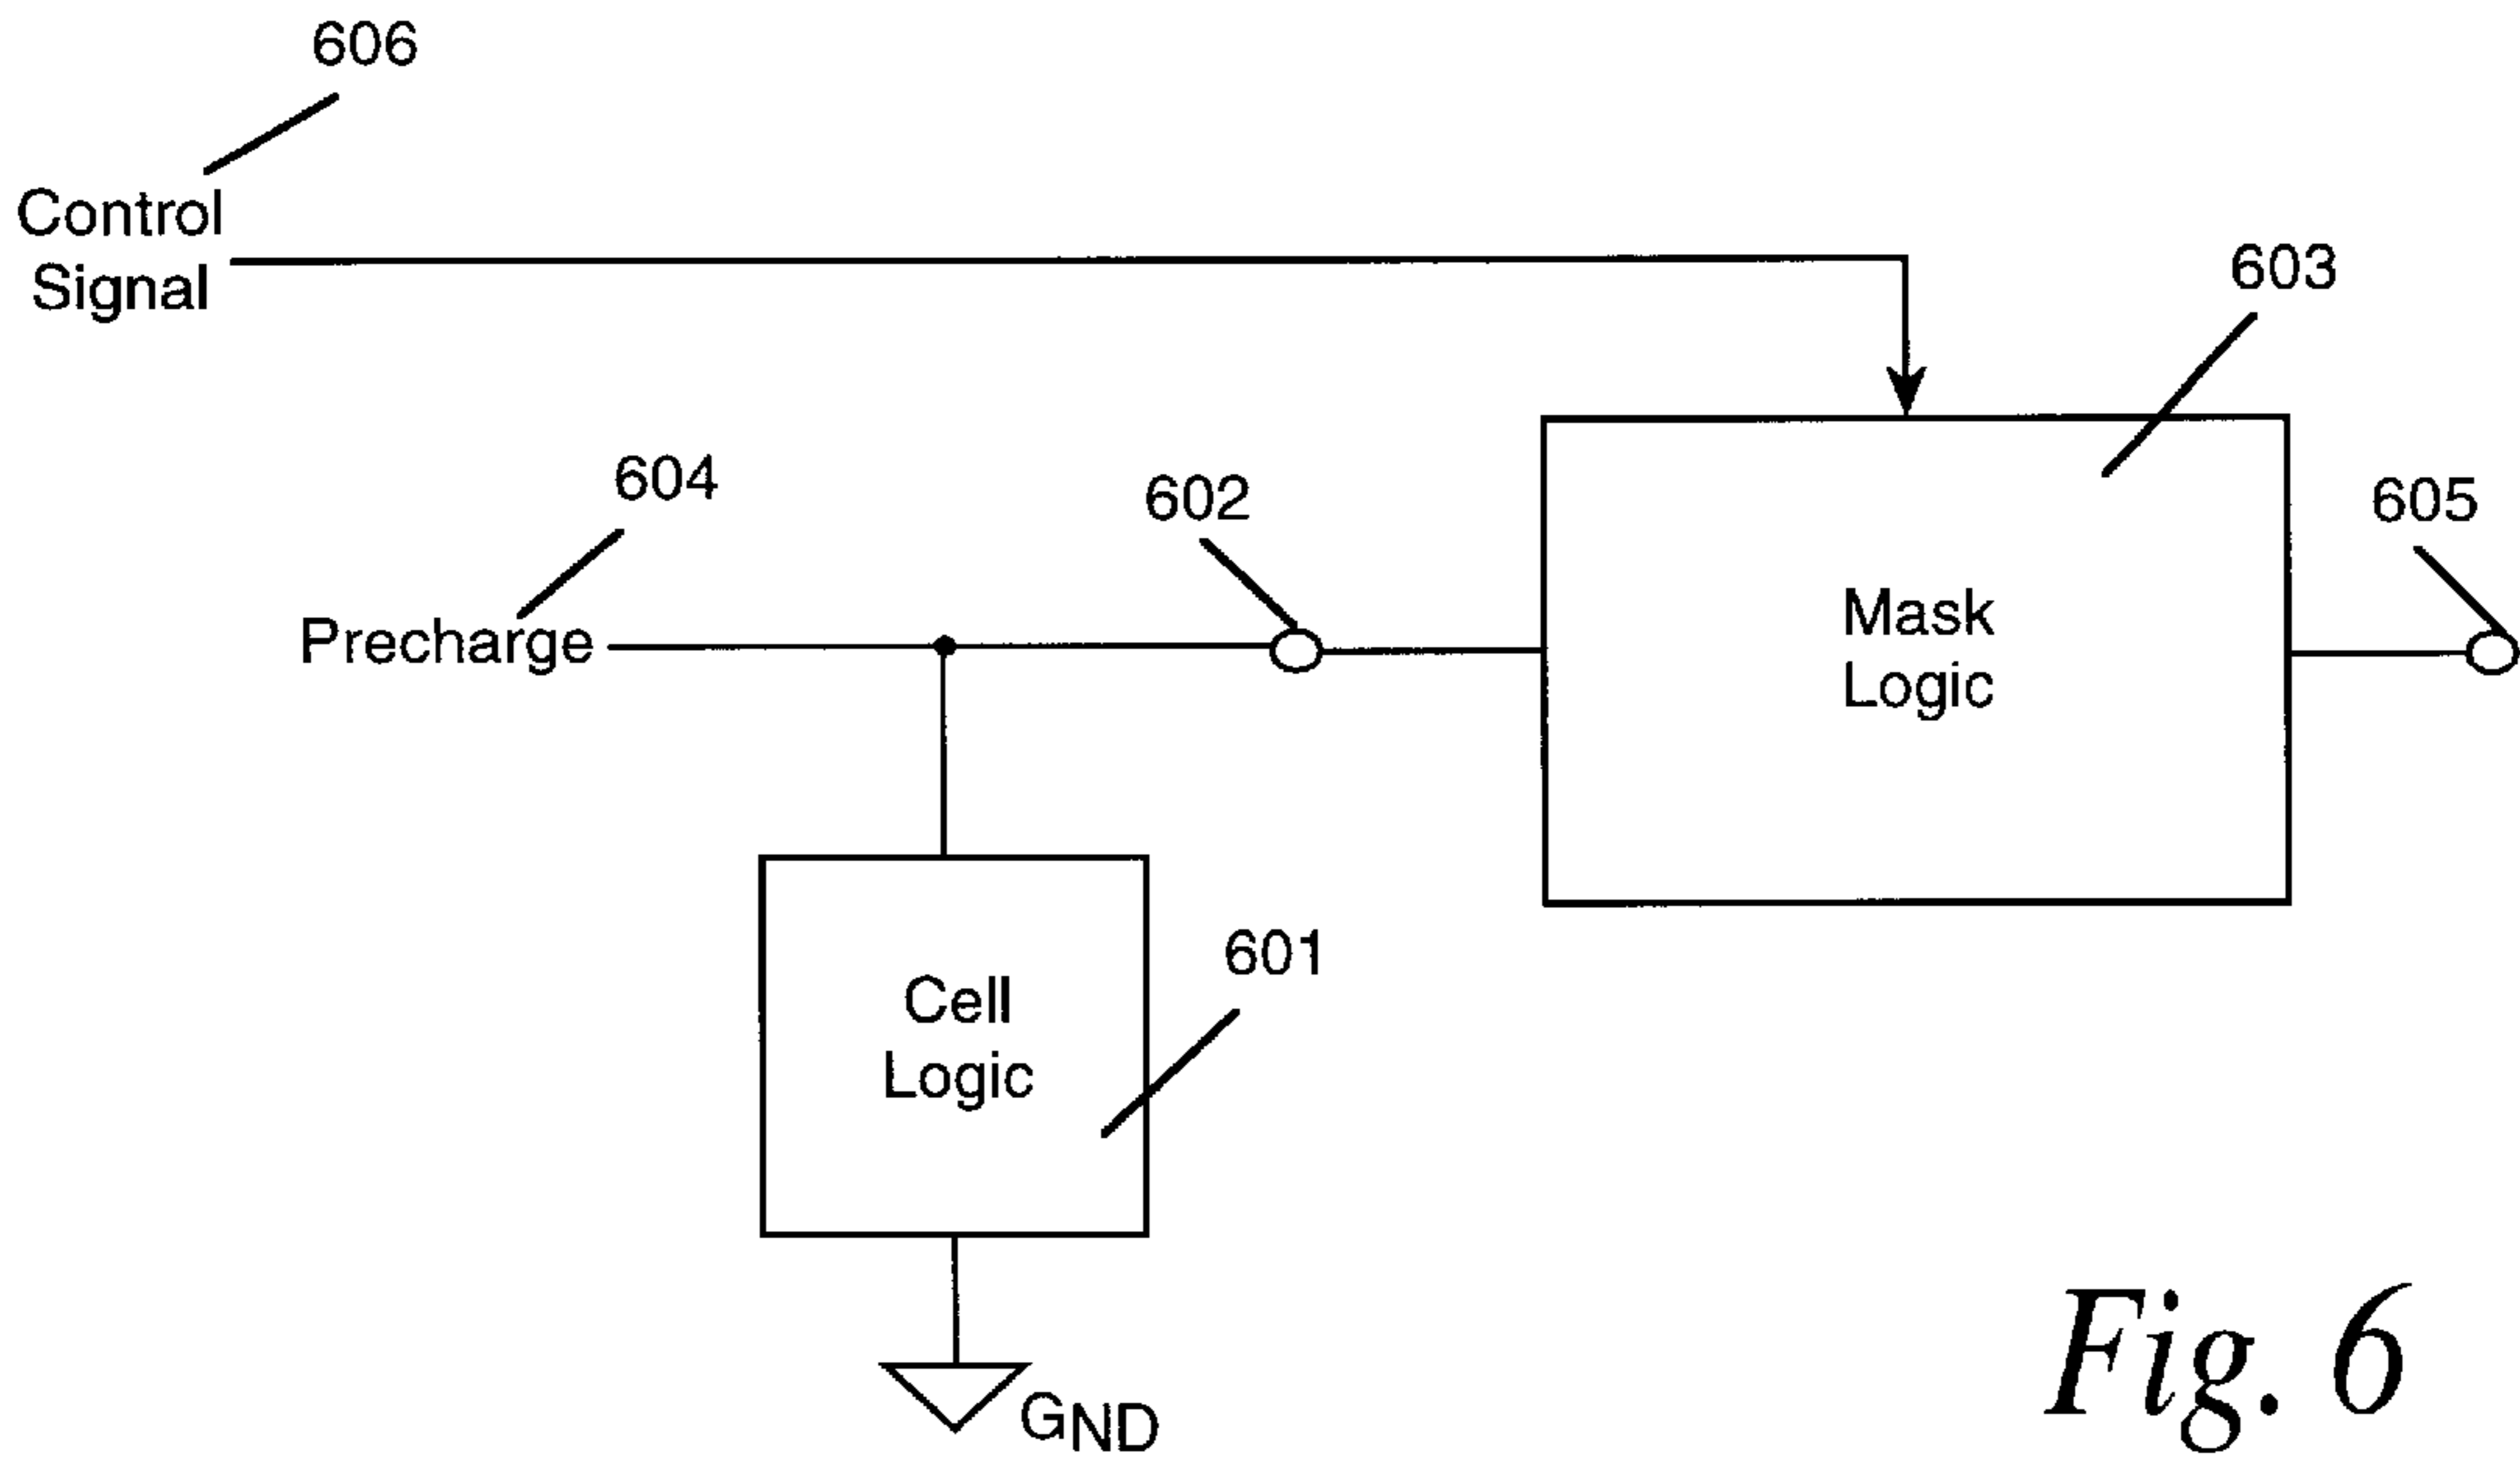 606
Control
Signal
603
604
602
605
Precharge
Mask
Logic
601
Cell
Logic
GND
Fig. 6